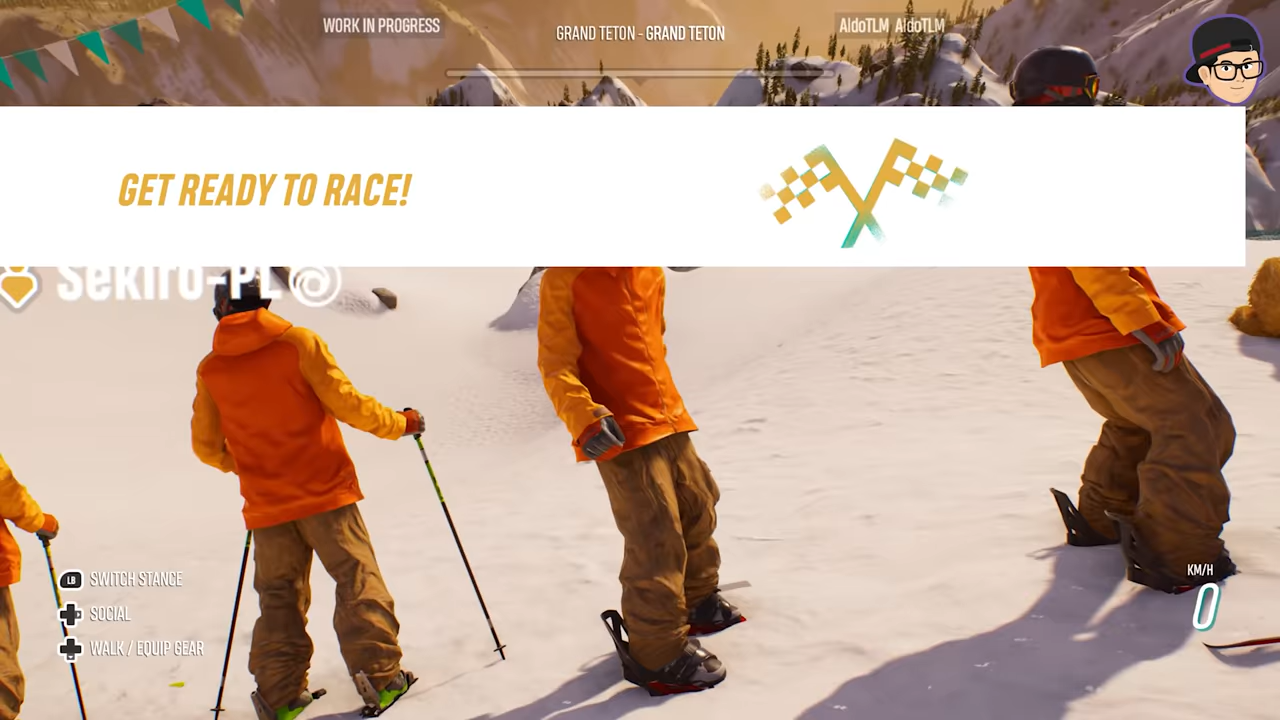 WORK IN PROGRESS
GRAND TETON - GRAND TETON
AldoTLM AldoTLM
GET READY TO RACE!
Sekiro-PL
LB SWITCH STANCE
SOCIAL
WALK / EQUIP GEAR
KM/H
0